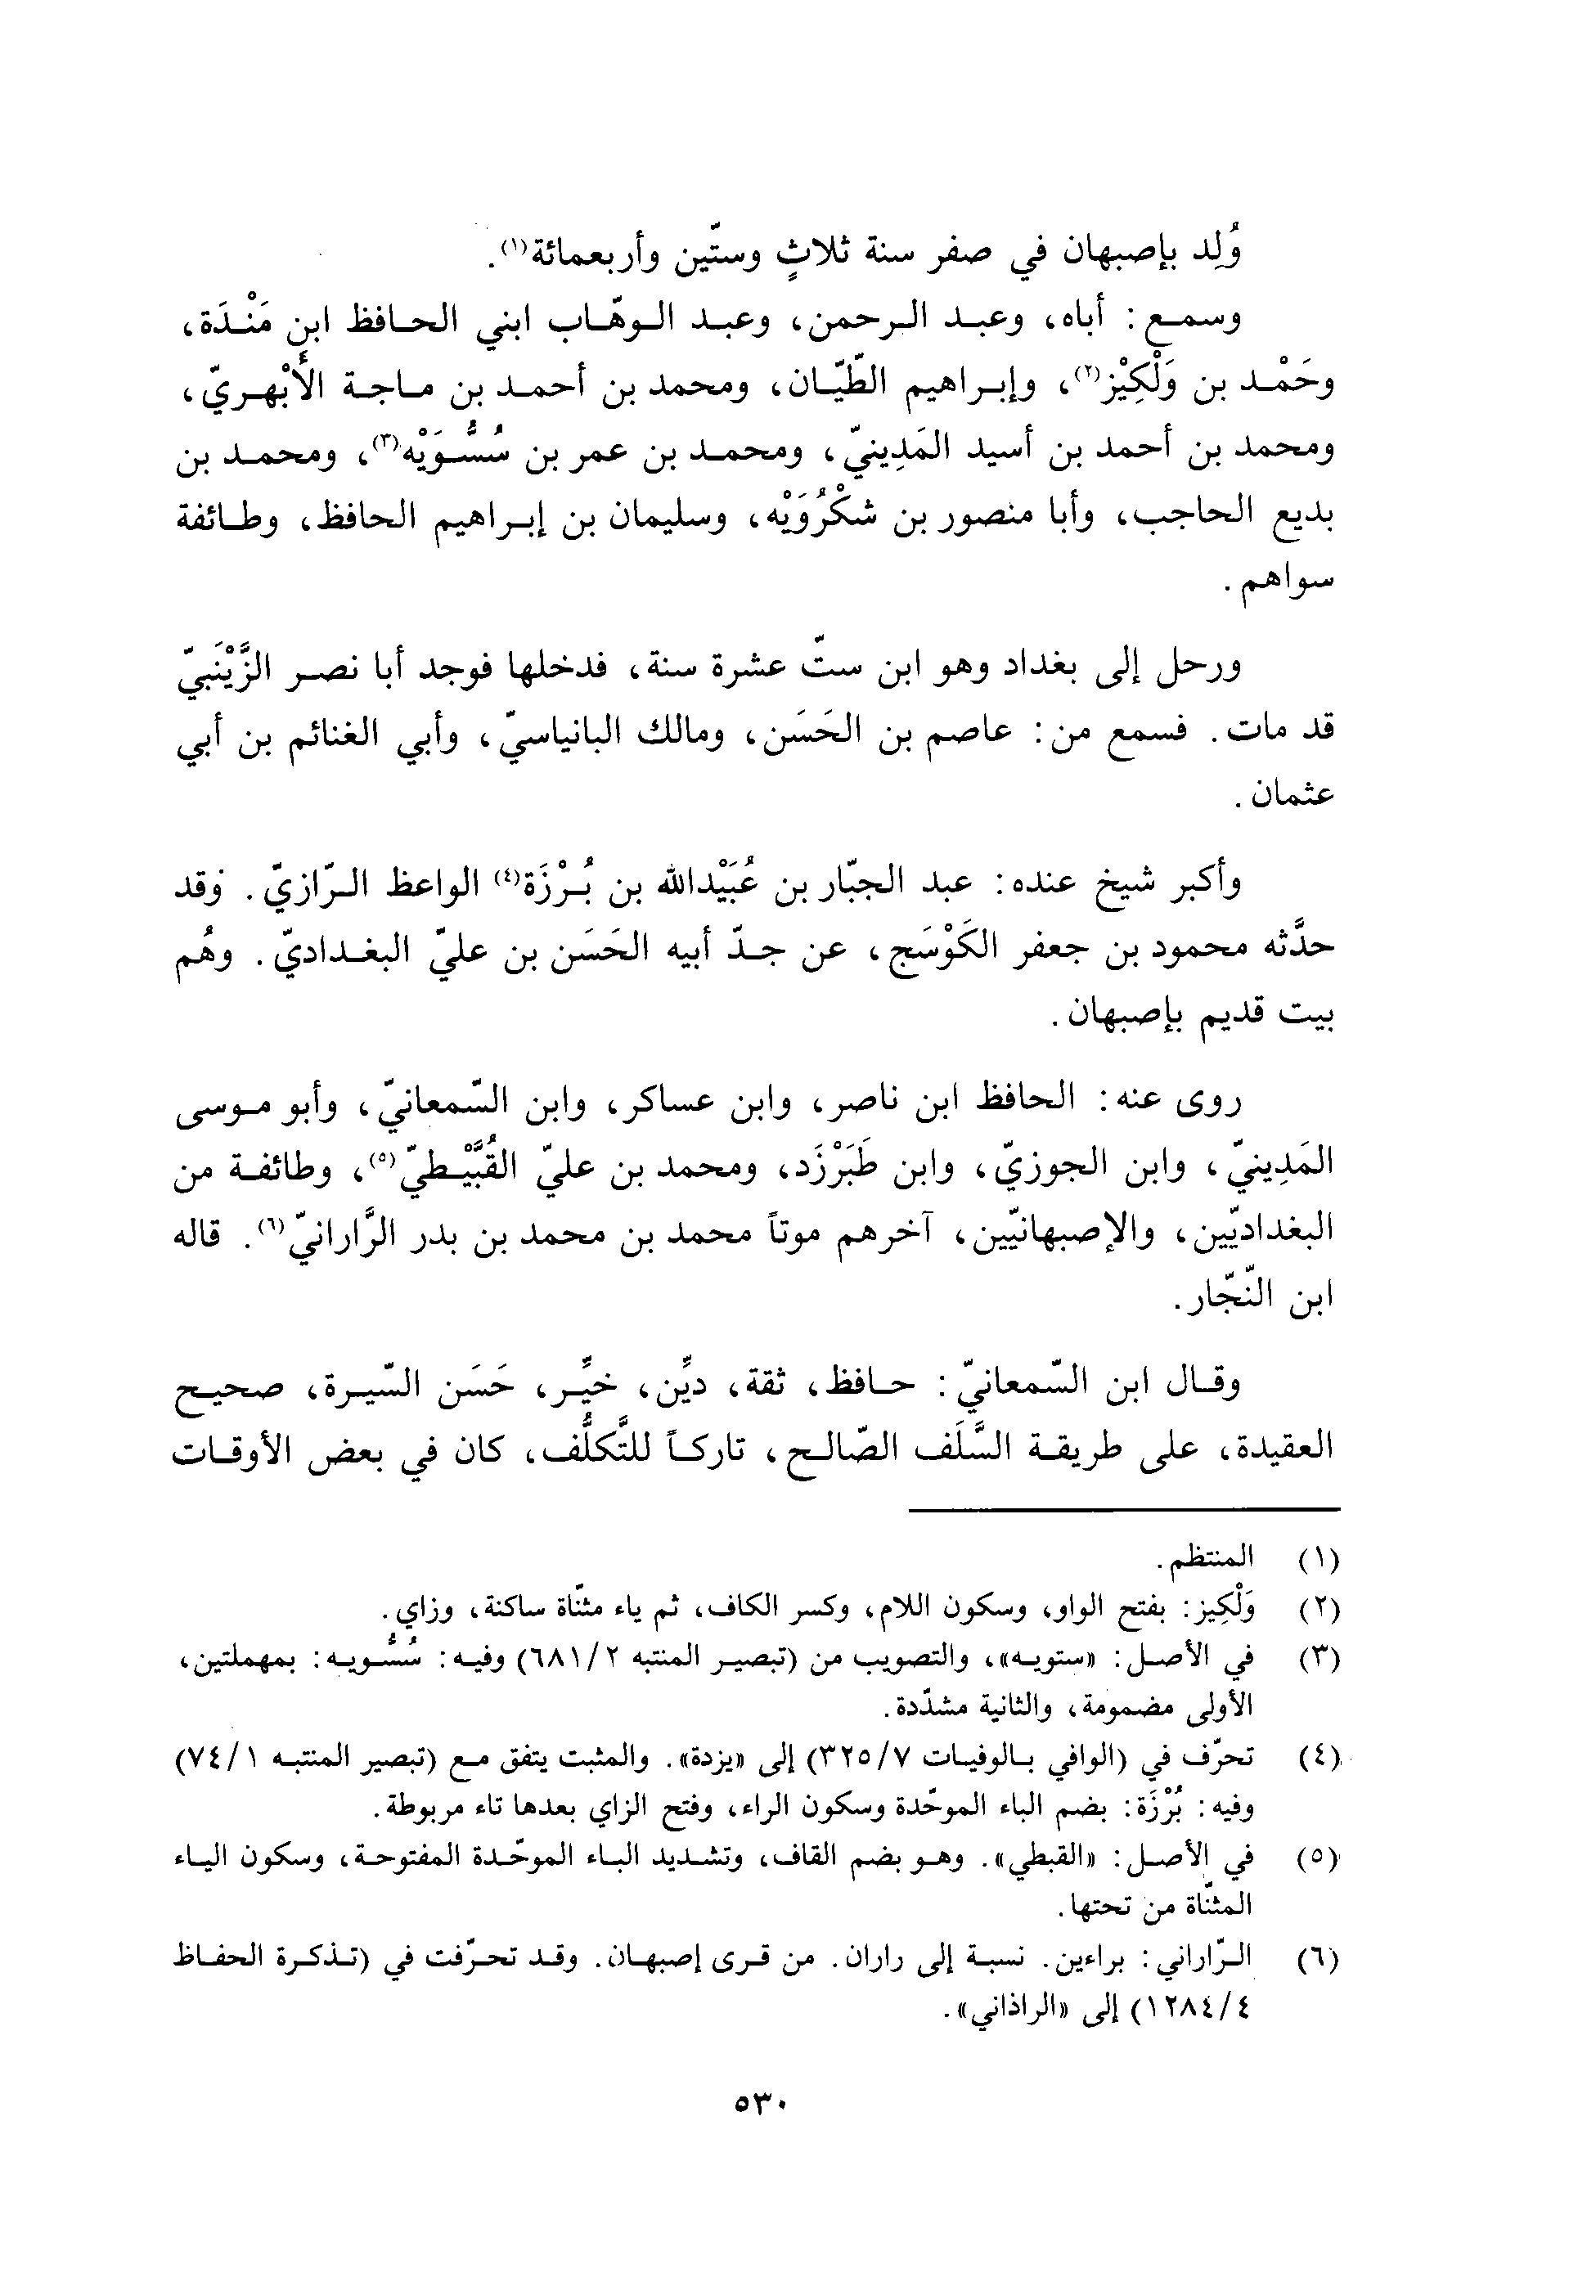 وُلِد بإصبهان في صفر سنة ثلاثٍ وستّين وأربعمائة(١).
وسمع: أباه، وعبد الرحمن، وعبد الوهّاب ابني الحافظ ابن مَنْدَة،
وحَمْد بن وَلْكِيْز(٢)، وإبراهيم الطّيّان، ومحمد بن أحمد بن ماجة الأَبْهريّ،
ومحمد بن أحمد بن أسيد المَدِينيّ، ومحمد بن عمر بن سُسُّوَيْه(٣)، ومحمد بن
بديع الحاجب، وأبا منصور بن شكْرُوَيْه، وسليمان بن إبراهيم الحافظ، وطائفة
سواهم.
ورحل إلى بغداد وهو ابن ستّ عشرة سنة، فدخلها فوجد أبا نصر الزَّيْنَبيّ
قد مات. فسمع من: عاصم بن الحَسَن، ومالك البانياسيّ، وأبي الغنائم بن أبي
عثمان.
وأكبر شيخ عنده: عبد الجبّار بن عُبَيْدالله بن بُرْزَة(٤) الواعظ الرّازيّ. وقد
حدَّثه محمود بن جعفر الكَوْسَج، عن جدّ أبيه الحَسَن بن عليّ البغداديّ. وهُم
بيت قديم بإصبهان.
روى عنه: الحافظ ابن ناصر، وابن عساكر، وابن السّمعانيّ، وأبو موسى
المَدِينيّ، وابن الجوزيّ، وابن طَبَرْزَد، ومحمد بن عليّ القُبَّيْطيّ(٥)، وطائفة من
البغداديّين، والإصبهانيّين، آخرهم موتاً محمد بن محمد بن بدر الرَّارانيّ(٦). قاله
ابن النّجّار.
وقال ابن السّمعانيّ: حافظ، ثقة، ديِّن، خيِّر، حَسَن السّيرة، صحيح
العقيدة، على طريقة السَّلَف الصّالح، تاركاً للتَّكلُّف، كان في بعض الأوقات
(١) المنتظم.
(٢) وَلْكِيز: بفتح الواو، وسكون اللام، وكسر الكاف، ثم ياء مثنّاة ساكنة، وزاي.
(٣) في الأصل: «ستويه»، والتصويب من (تبصير المنتبه ٢/ ٦٨١) وفيه: سُسُّويه: بمهملتين،
الأولى مضمومة، والثانية مشدّدة.
(٤) تحرّف في (الوافي بالوفيات ٧/ ٣٢٥) إلى «يزدة». والمثبت يتفق مع (تبصير المنتبه ١/ ٧٤)
وفيه: بُرْزَة: بضم الباء الموحّدة وسكون الراء، وفتح الزاي بعدها تاء مربوطة.
(٥) في الأصل: «القبطي». وهو بضم القاف، وتشديد الباء الموحّدة المفتوحة، وسكون الياء
المثنّاة من تحتها.
(٦) الرّاراني: براءين. نسبة إلى راران. من قرى إصبهان. وقد تحرّفت في (تذكرة الحفاظ
٤/ ١٢٨٤) إلى «الراذاني».
٥٣٠